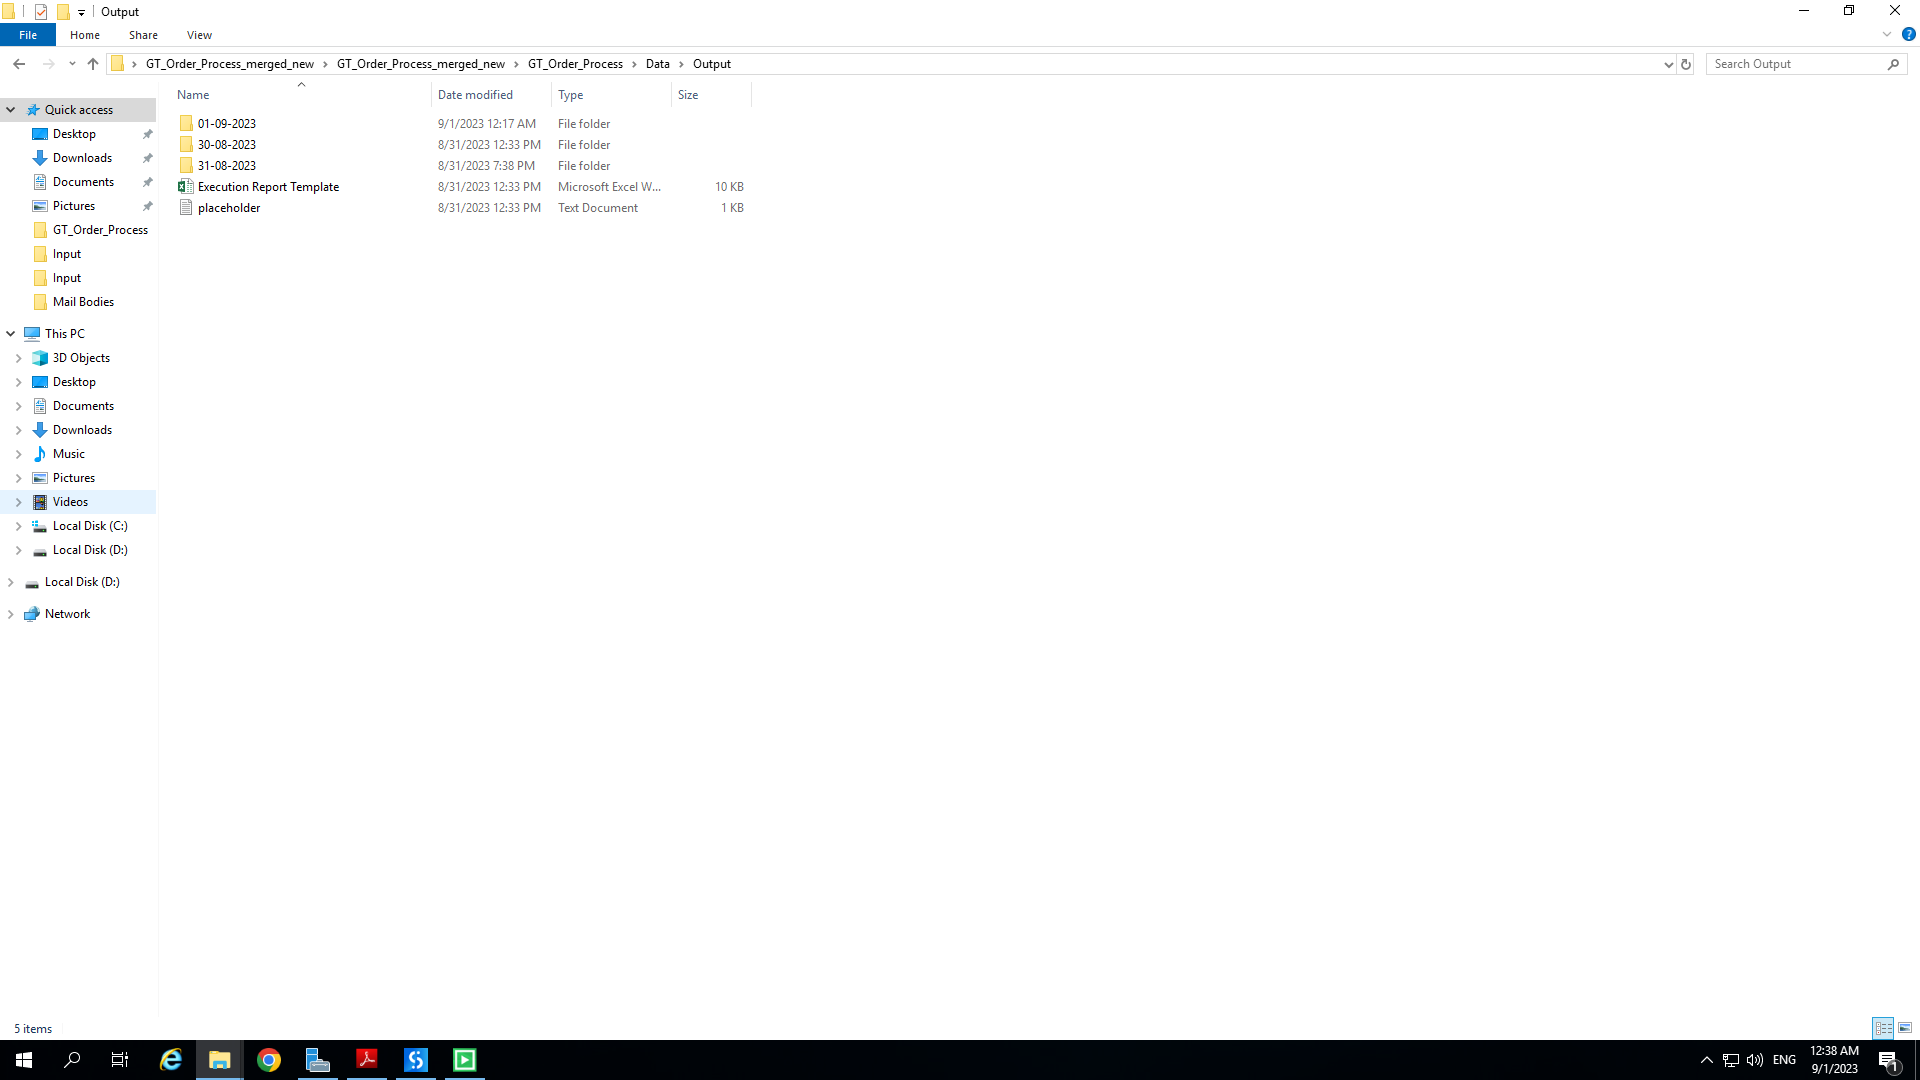 Output
File Home Share View
GT_Order_Process_merged_new GT_Order_Process_merged_new GT_Order_Process Data Output
Search Output
Name Date modified Type Size
01-09-2023 9/1/2023 12:17 AM File folder
30-08-2023 8/31/2023 12:33 PM File folder
31-08-2023 8/31/2023 7:38 PM File folder
Execution Report Template 8/31/2023 12:33 PM Microsoft Excel W... 10 KB
placeholder 8/31/2023 12:33 PM Text Document 1 KB
Quick access
Desktop
Downloads
Documents
Pictures
GT_Order_Process
Input
Input
Mail Bodies
This PC
3D Objects
Desktop
Documents
Downloads
Music
Pictures
Videos
Local Disk (C:)
Local Disk (D:)
Local Disk (D:)
Network
5 items
ENG
12:38 AM
9/1/2023
1